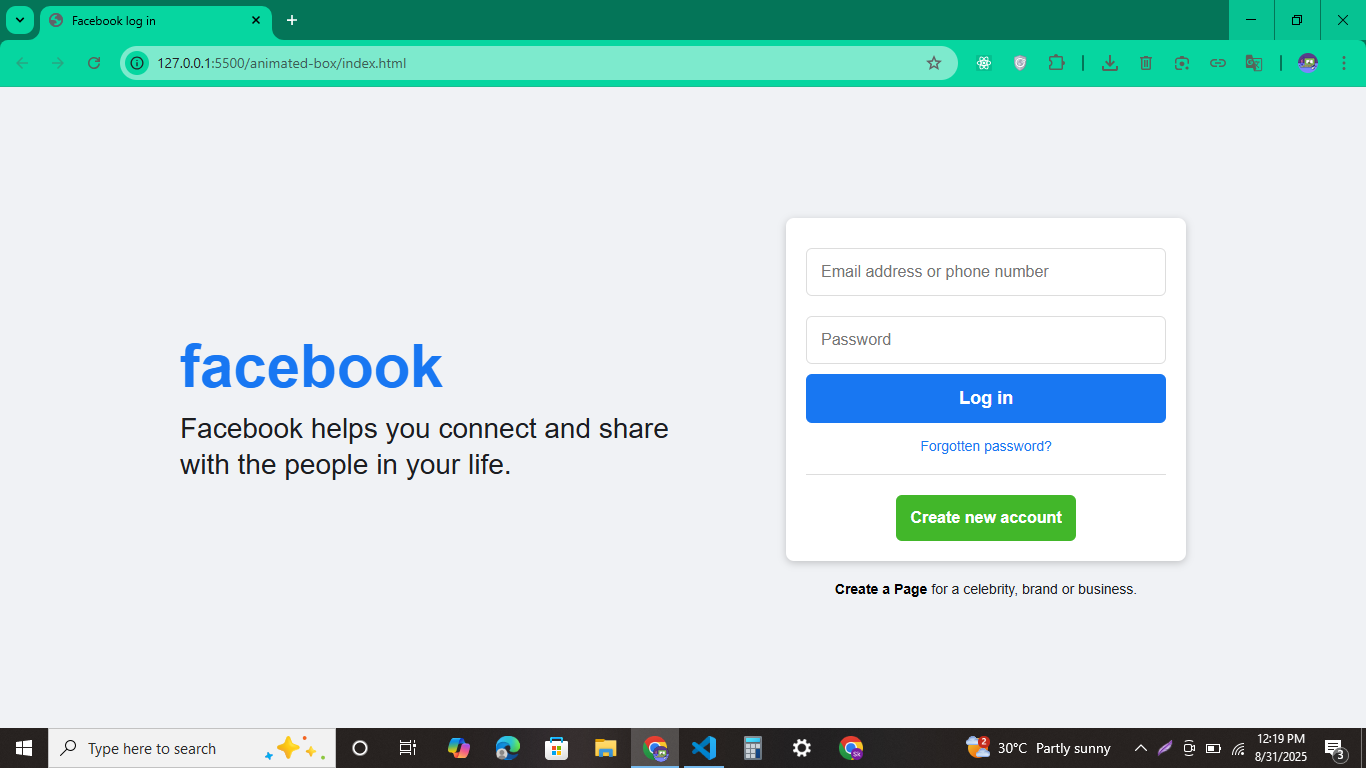 Facebook log in
127.0.0.1:5500/animated-box/index.html
facebook
Facebook helps you connect and share
with the people in your life.
Email address or phone number
Password
Log in
Forgotten password?
Create new account
Create a Page for a celebrity, brand or business.
Type here to search
Sk
2
30°C Partly sunny
12:19 PM
8/31/2025
3